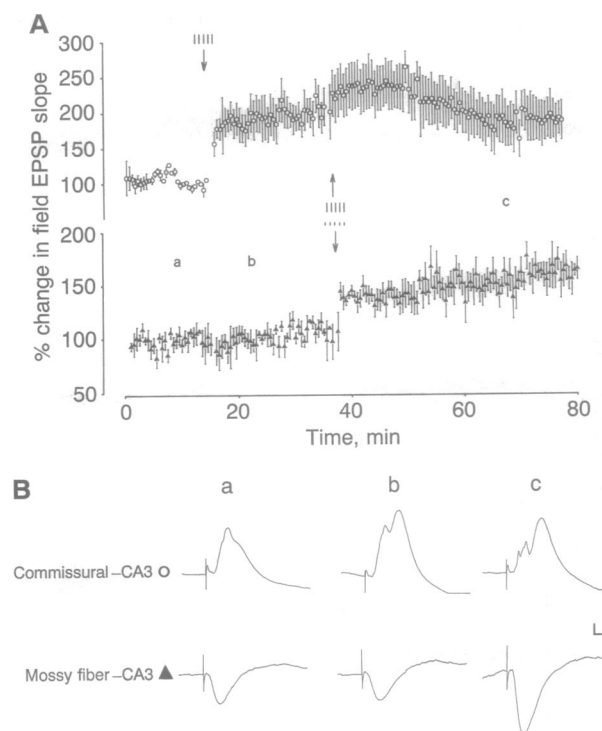 A
300
250
200
150
100
% change in field EPSP slope
a
b
c
200
150
100
50
0
20
40
60
80
Time, min
B
a
b
c
Commissural–CA3
Mossy fiber–CA3